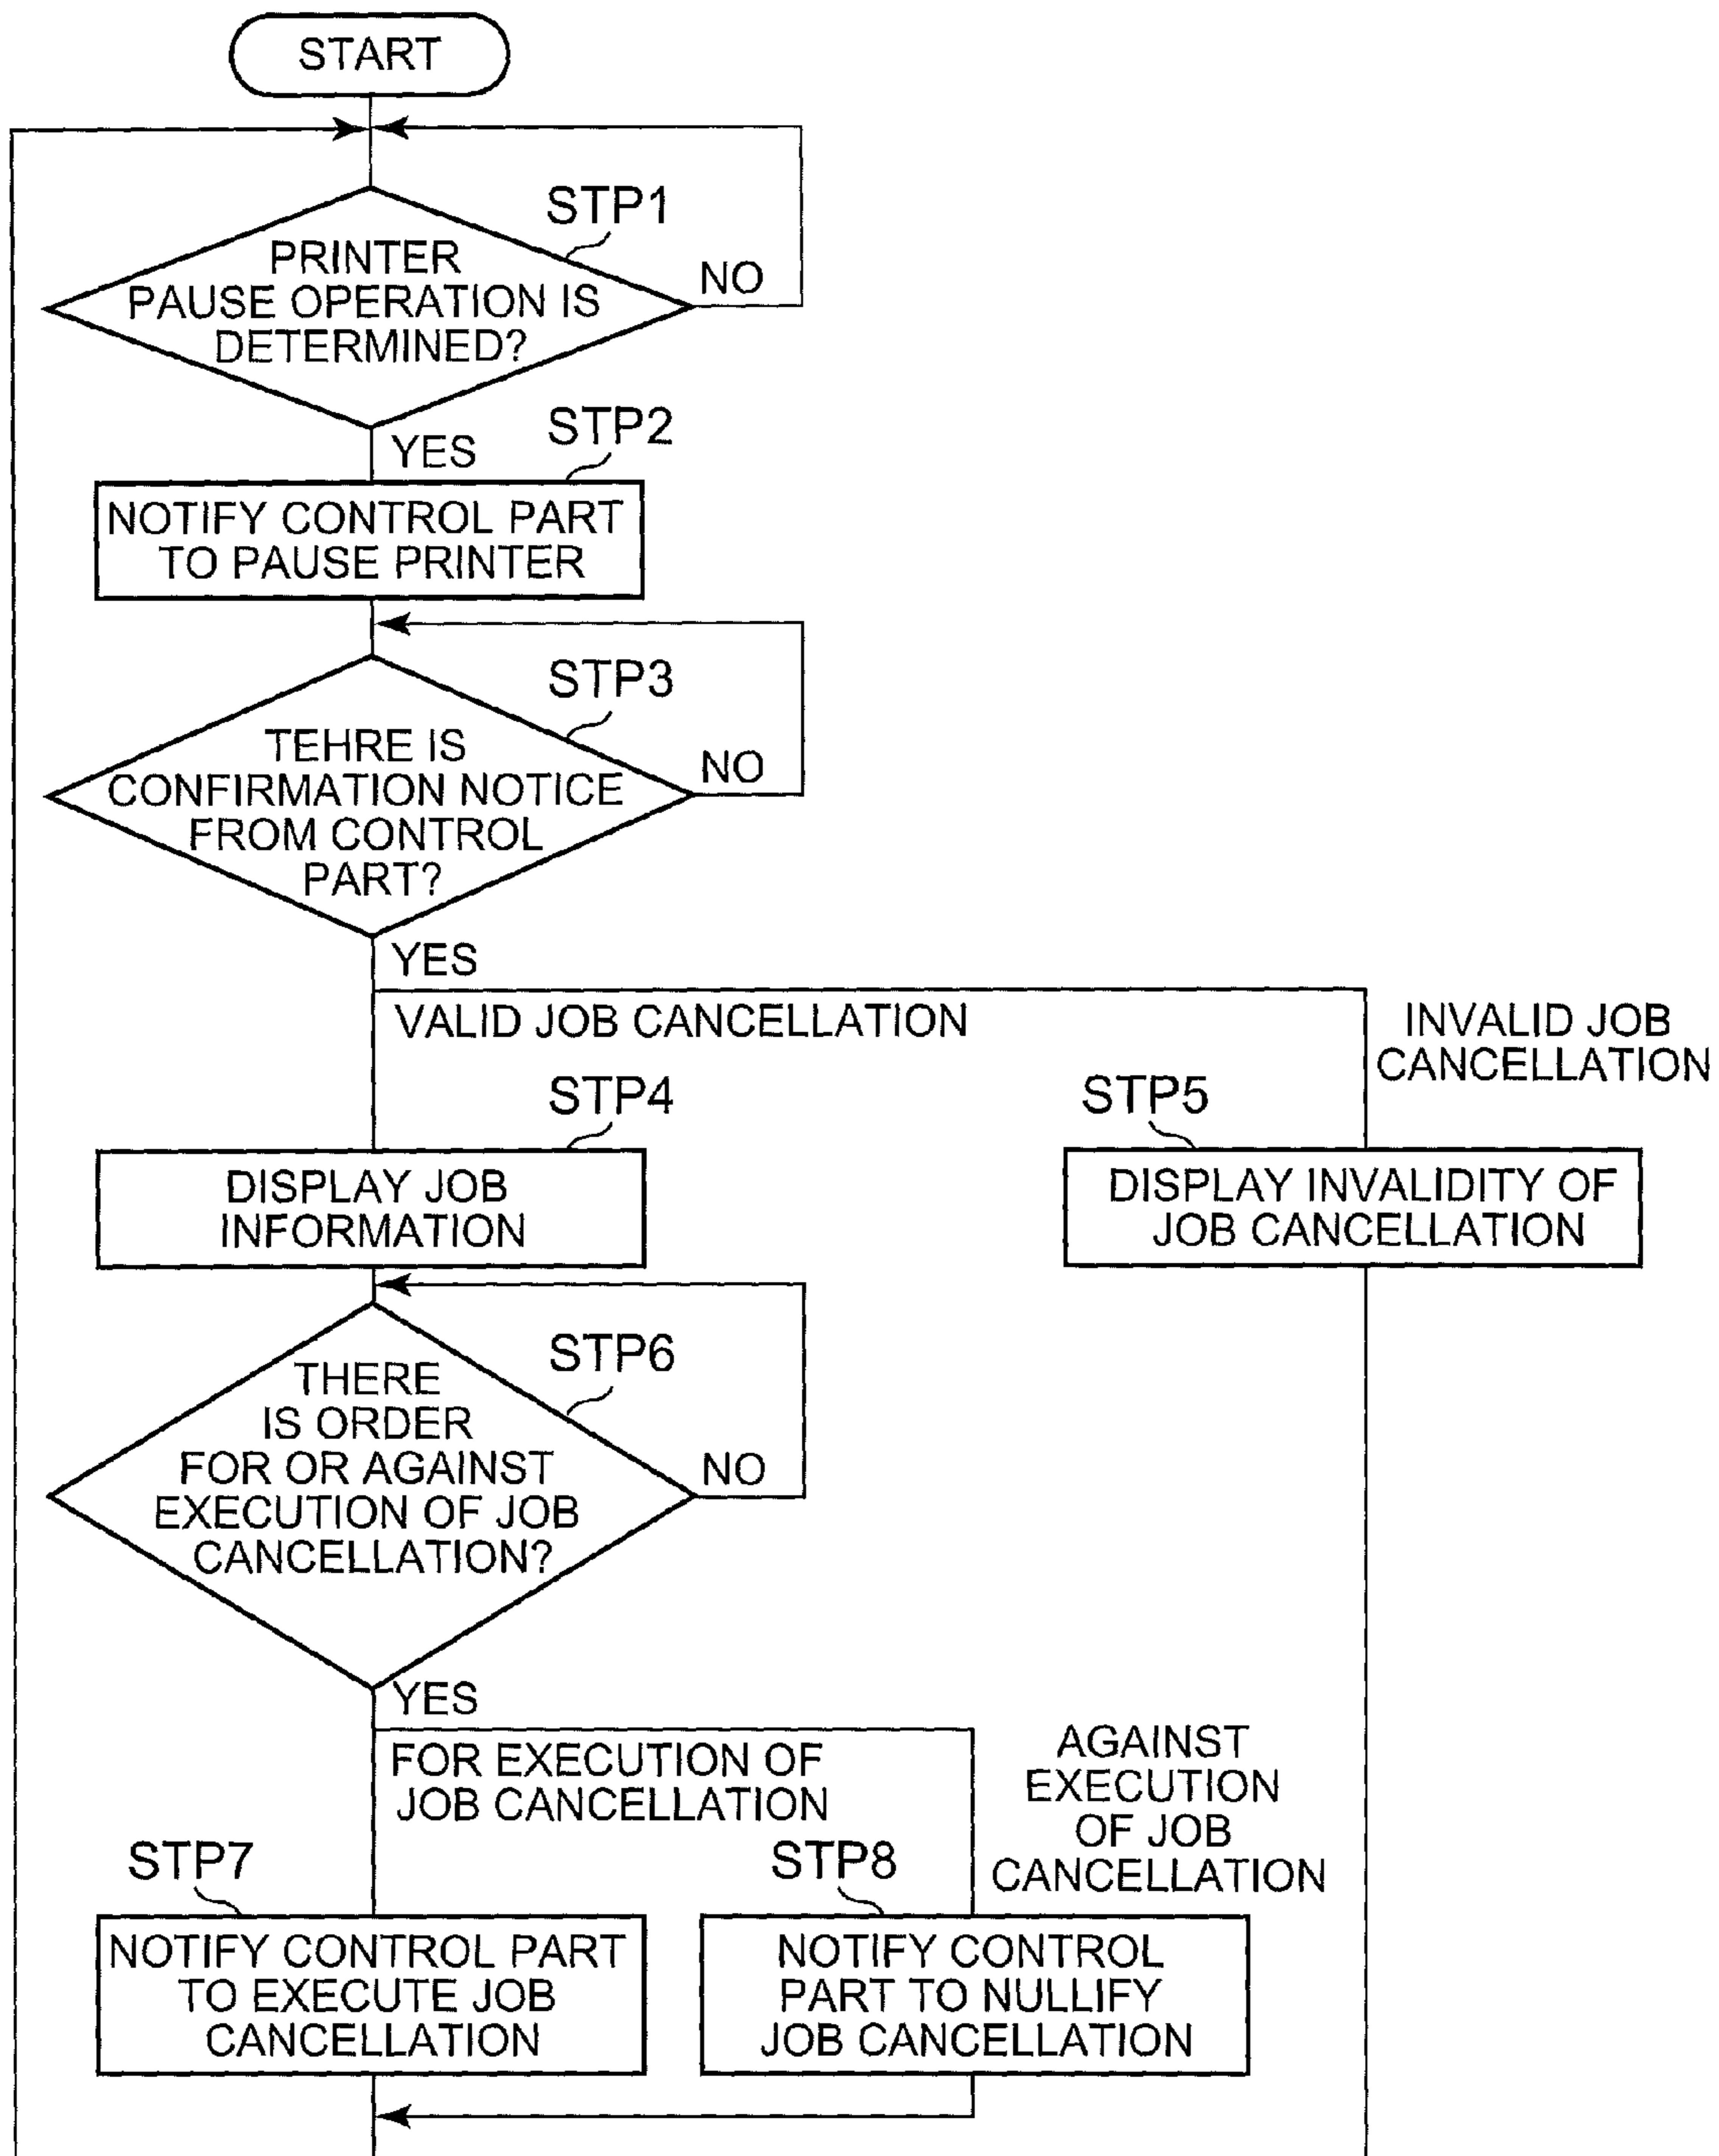 START
STP1
PRINTER
PAUSE OPERATION IS
DETERMINED?
NO
YES
STP2
NOTIFY CONTROL PART
TO PAUSE PRINTER
STP3
TEHRE IS
CONFIRMATION NOTICE
FROM CONTROL
PART?
NO
YES
VALID JOB CANCELLATION
INVALID JOB
CANCELLATION
STP4
DISPLAY JOB
INFORMATION
STP5
DISPLAY INVALIDITY OF
JOB CANCELLATION
STP6
THERE
IS ORDER
FOR OR AGAINST
EXECUTION OF JOB
CANCELLATION?
NO
YES
FOR EXECUTION OF
JOB CANCELLATION
AGAINST
EXECUTION
OF JOB
CANCELLATION
STP7
NOTIFY CONTROL PART
TO EXECUTE JOB
CANCELLATION
STP8
NOTIFY CONTROL
PART TO NULLIFY
JOB CANCELLATION